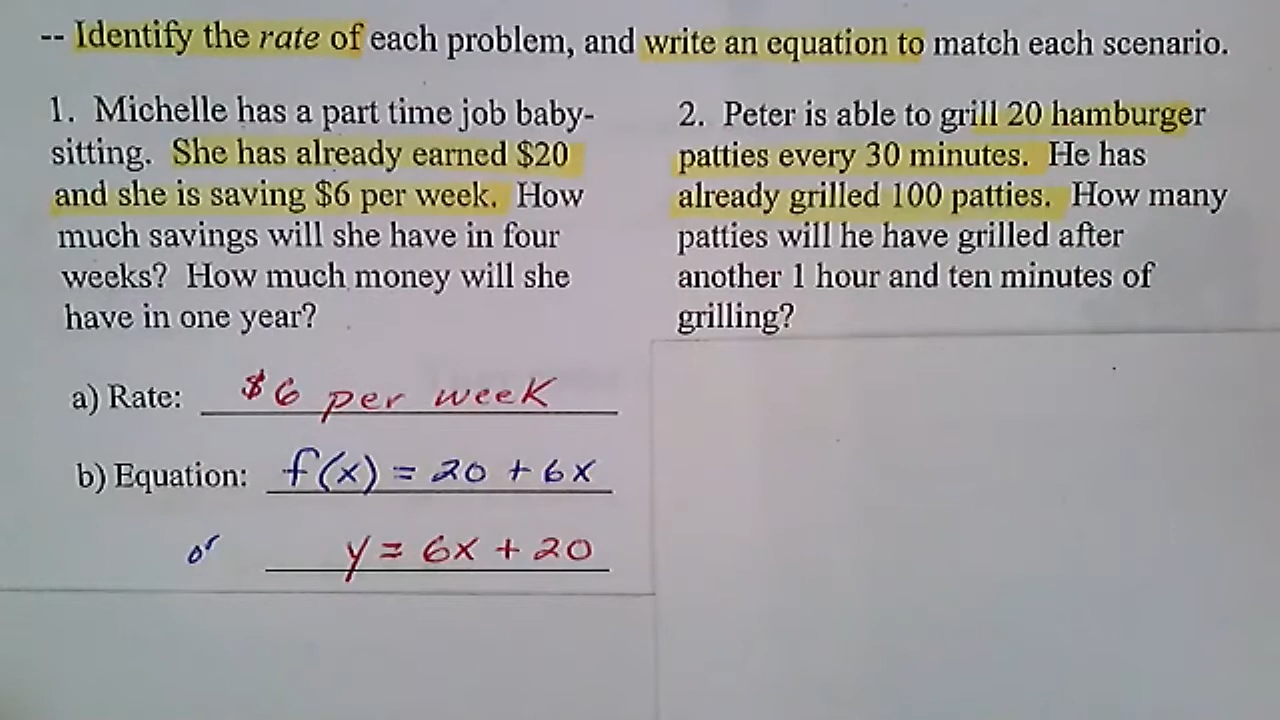 -- Identify the rate of each problem, and write an equation to match each scenario.
1. Michelle has a part time job baby-
sitting. She has already earned $20
and she is saving $6 per week. How
much savings will she have in four
weeks? How much money will she
have in one year?
a) Rate: $6 per week
b) Equation: f(x) = 20 + 6x
or y = 6x + 20
2. Peter is able to grill 20 hamburger
patties every 30 minutes. He has
already grilled 100 patties. How many
patties will he have grilled after
another 1 hour and ten minutes of
grilling?